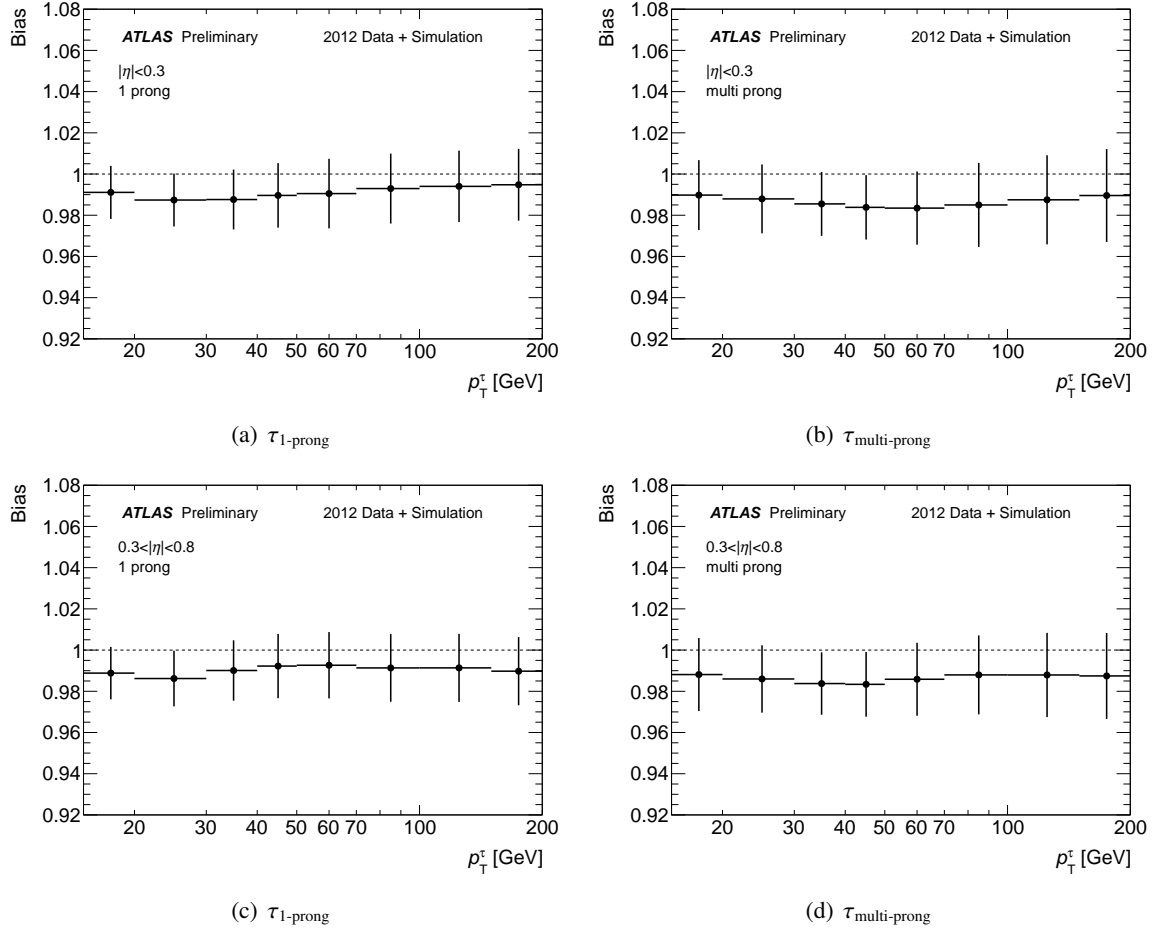 Bias
1.08
1.06
1.04
1.02
1
0.98
0.96
0.94
0.92
ATLAS Preliminary 2012 Data + Simulation
|η|<0.3
1 prong
20 30 40 50 60 70 100 200
p_T^τ [GeV]
(a) τ1-prong
Bias
1.08
1.06
1.04
1.02
1
0.98
0.96
0.94
0.92
ATLAS Preliminary 2012 Data + Simulation
|η|<0.3
multi prong
20 30 40 50 60 70 100 200
p_T^τ [GeV]
(b) τmulti-prong
Bias
1.08
1.06
1.04
1.02
1
0.98
0.96
0.94
0.92
ATLAS Preliminary 2012 Data + Simulation
0.3<|η|<0.8
1 prong
20 30 40 50 60 70 100 200
p_T^τ [GeV]
(c) τ1-prong
Bias
1.08
1.06
1.04
1.02
1
0.98
0.96
0.94
0.92
ATLAS Preliminary 2012 Data + Simulation
0.3<|η|<0.8
multi prong
20 30 40 50 60 70 100 200
p_T^τ [GeV]
(d) τmulti-prong